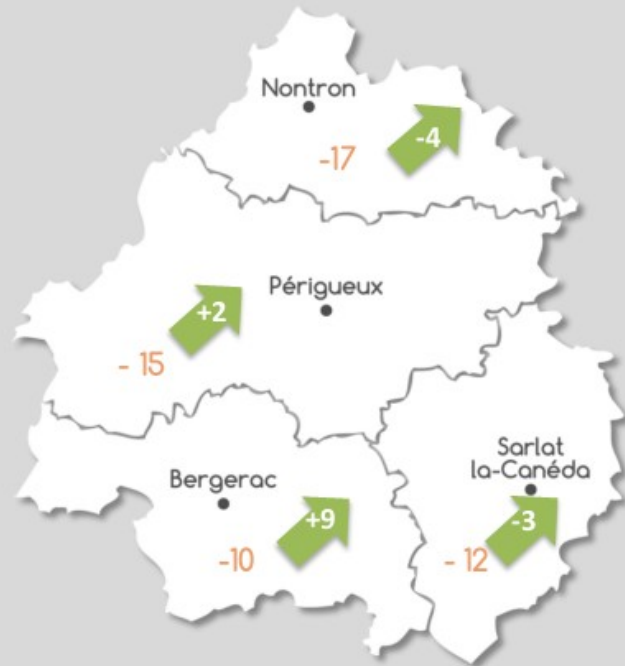 Nontron
-17
-4
Périgueux
+2
- 15
Bergerac
+9
-10
Sarlat
la-Canéda
-3
- 12